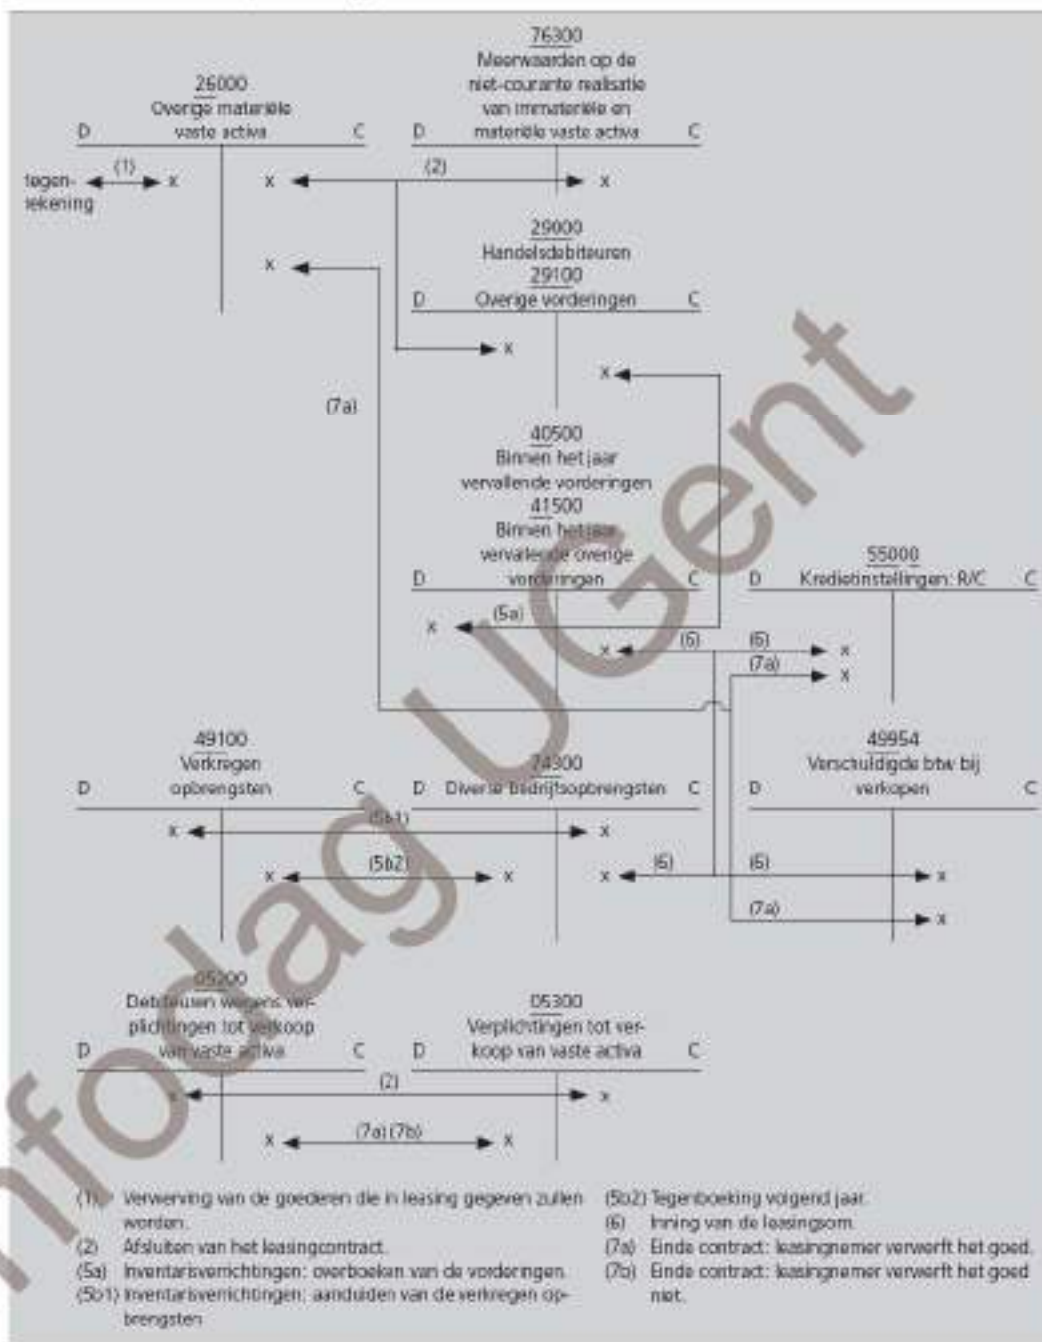 76300
Meerwaarden op de
niet-courante realisatie
van immateriële en
materiële vaste activa
D C
26000
Overige materiële
vaste activa
D C
tegen-
rekening
(1) x
x (2) x
29000
Handelsdebiteuren
29100
Overige vorderingen
D C
x
x
x
(7a)
40500
Binnen het jaar
vervallende vorderingen
41500
Binnen het jaar
vervallende overige
vorderingen
D C
55000
Kredietinstellingen: R/C
D C
x (5a)
x (6) (6) x
(7a) x
49100
Verkregen
opbrengsten
D C
74300
Diverse bedrijfsopbrengsten
D C
49954
Verschuldigde btw bij
verkopen
D C
x (5b1) x
x (5b2) x
x (6) (6) x
(7a) x
05200
Debiteuren wegens ver-
plichtingen tot verkoop
van vaste activa
D C
05300
Verplichtingen tot ver-
koop van vaste activa
D C
x (2) x
x (7a) (7b) x
(1) Verwerving van de goederen die in leasing gegeven zullen
worden.
(2) Afsluiten van het leasingcontract.
(5a) Inventarisverrichtingen: overboeken van de vorderingen.
(5b1) Inventarisverrichtingen: aanduiden van de verkregen op-
brengsten
(5b2) Tegenboeking volgend jaar.
(6) Inning van de leasingsom.
(7a) Einde contract: leasingnemer verwerft het goed.
(7b) Einde contract: leasingnemer verwerft het goed
niet.
nfodag UGent